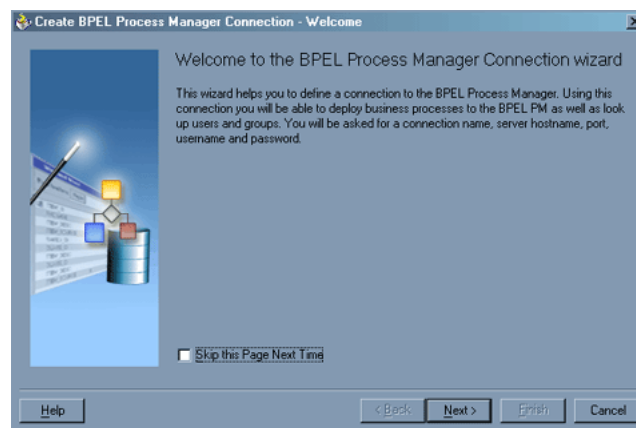 Create BPEL Process Manager Connection - Welcome
Welcome to the BPEL Process Manager Connection wizard
This wizard helps you to define a connection to the BPEL Process Manager. Using this
connection you will be able to deploy business processes to the BPEL PM as well as look
up users and groups. You will be asked for a connection name, server hostname, port,
username and password.
Skip this Page Next Time
Help
< Back
Next >
Finish
Cancel